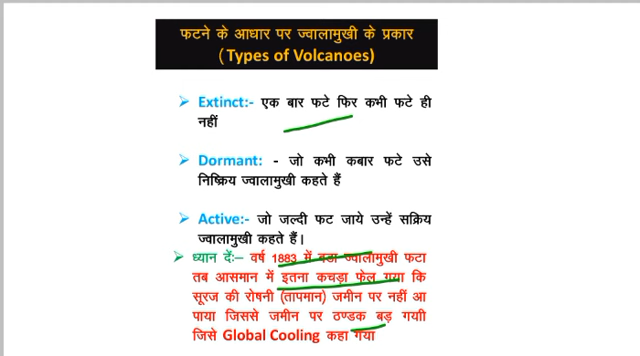 फटने के आधार पर ज्वालामुखी के प्रकार
(Types of Volcanoes)
➢ Extinct:- एक बार फटे फिर कभी फटे ही
नहीं
➢ Dormant: - जो कभी कबार फटे उसे
निष्क्रिय ज्वालामुखी कहते हैं
➢ Active:- जो जल्दी फट जाये उन्हें सक्रिय
ज्वालामुखी कहते हैं।
➢ ध्यान दें:– वर्ष 1883 में बडा ज्वालामुखी फटा
तब आसमान में इतना कचड़ा फेल गया कि
सूरज की रोषनी (तापमान) जमीन पर नहीं आ
पाया जिससे जमीन पर ठण्डक बड़ गयाी
जिसे Global Cooling कहा गया